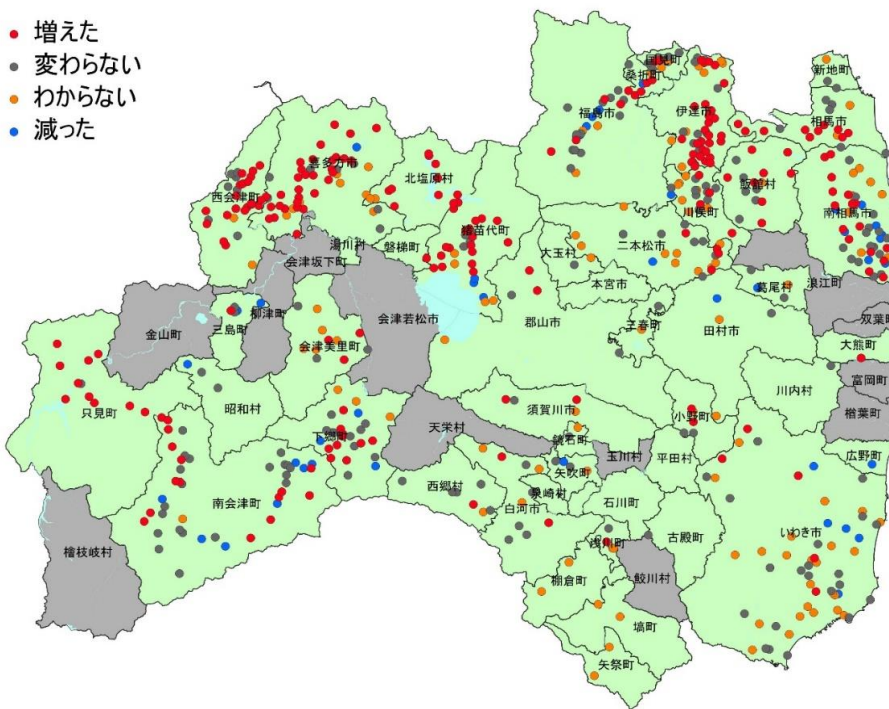 増えた
変わらない
わからない
減った
国見町
桑折町
新地町
福島市
伊達市
相馬市
喜多方市
北塩原村
西会津町
飯舘村
川俣町
南相馬市
猪苗代町
湯川村
磐梯町
大玉村
二本松市
会津坂下町
葛尾村
浪江町
本宮市
双葉町
金山町
三島町
柳津町
会津若松市
郡山市
三春町
田村市
会津美里町
大熊町
川内村
富岡町
昭和村
只見町
須賀川市
小野町
楢葉町
下郷町
天栄村
鏡石町
玉川村
平田村
広野町
矢吹町
西郷村
泉崎村
南会津町
白河市
石川町
古殿町
いわき市
浅川町
檜枝岐村
棚倉町
鮫川村
塙町
矢祭町